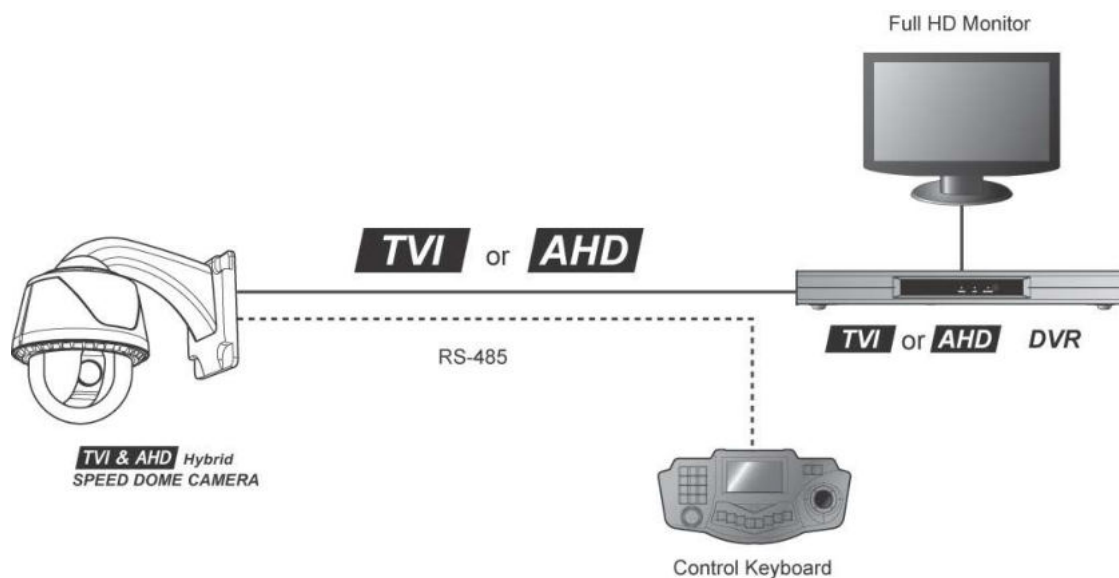 Full HD Monitor
TVI or AHD
RS-485
TVI or AHD DVR
TVI & AHD Hybrid
SPEED DOME CAMERA
Control Keyboard